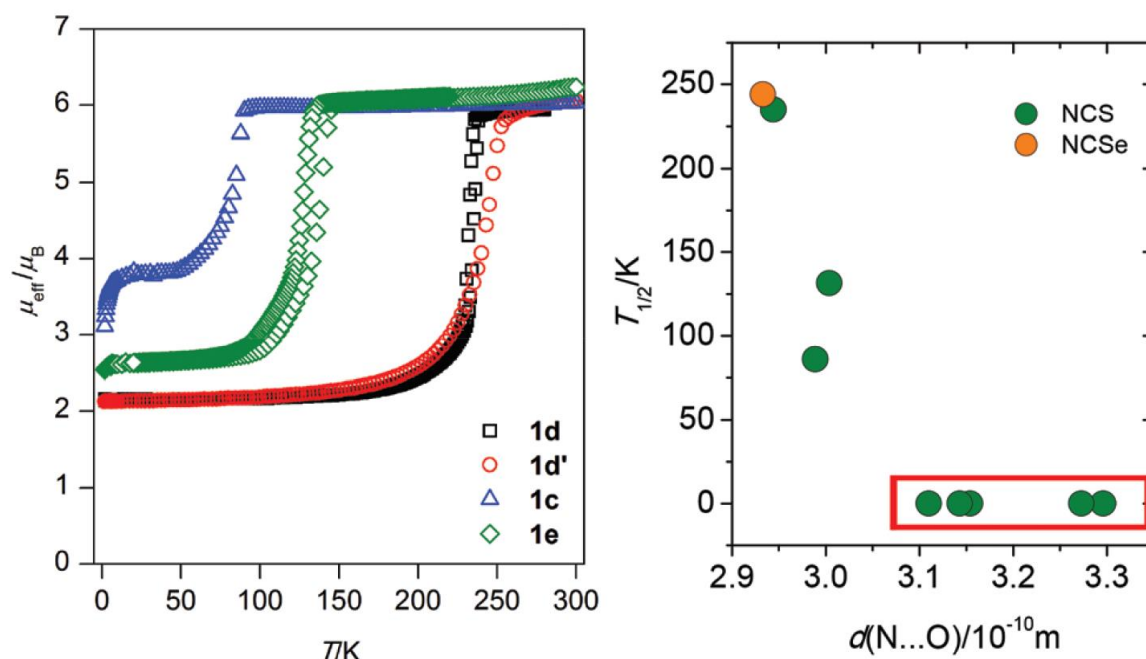 7
6
5
4
3
2
1
0
μeff/μB
0 50 100 150 200 250 300
T/K
1d
1d'
1c
1e
250
200
150
100
50
0
T1/2/K
NCS
NCSe
2.9 3.0 3.1 3.2 3.3
d(N...O)/10⁻¹⁰m